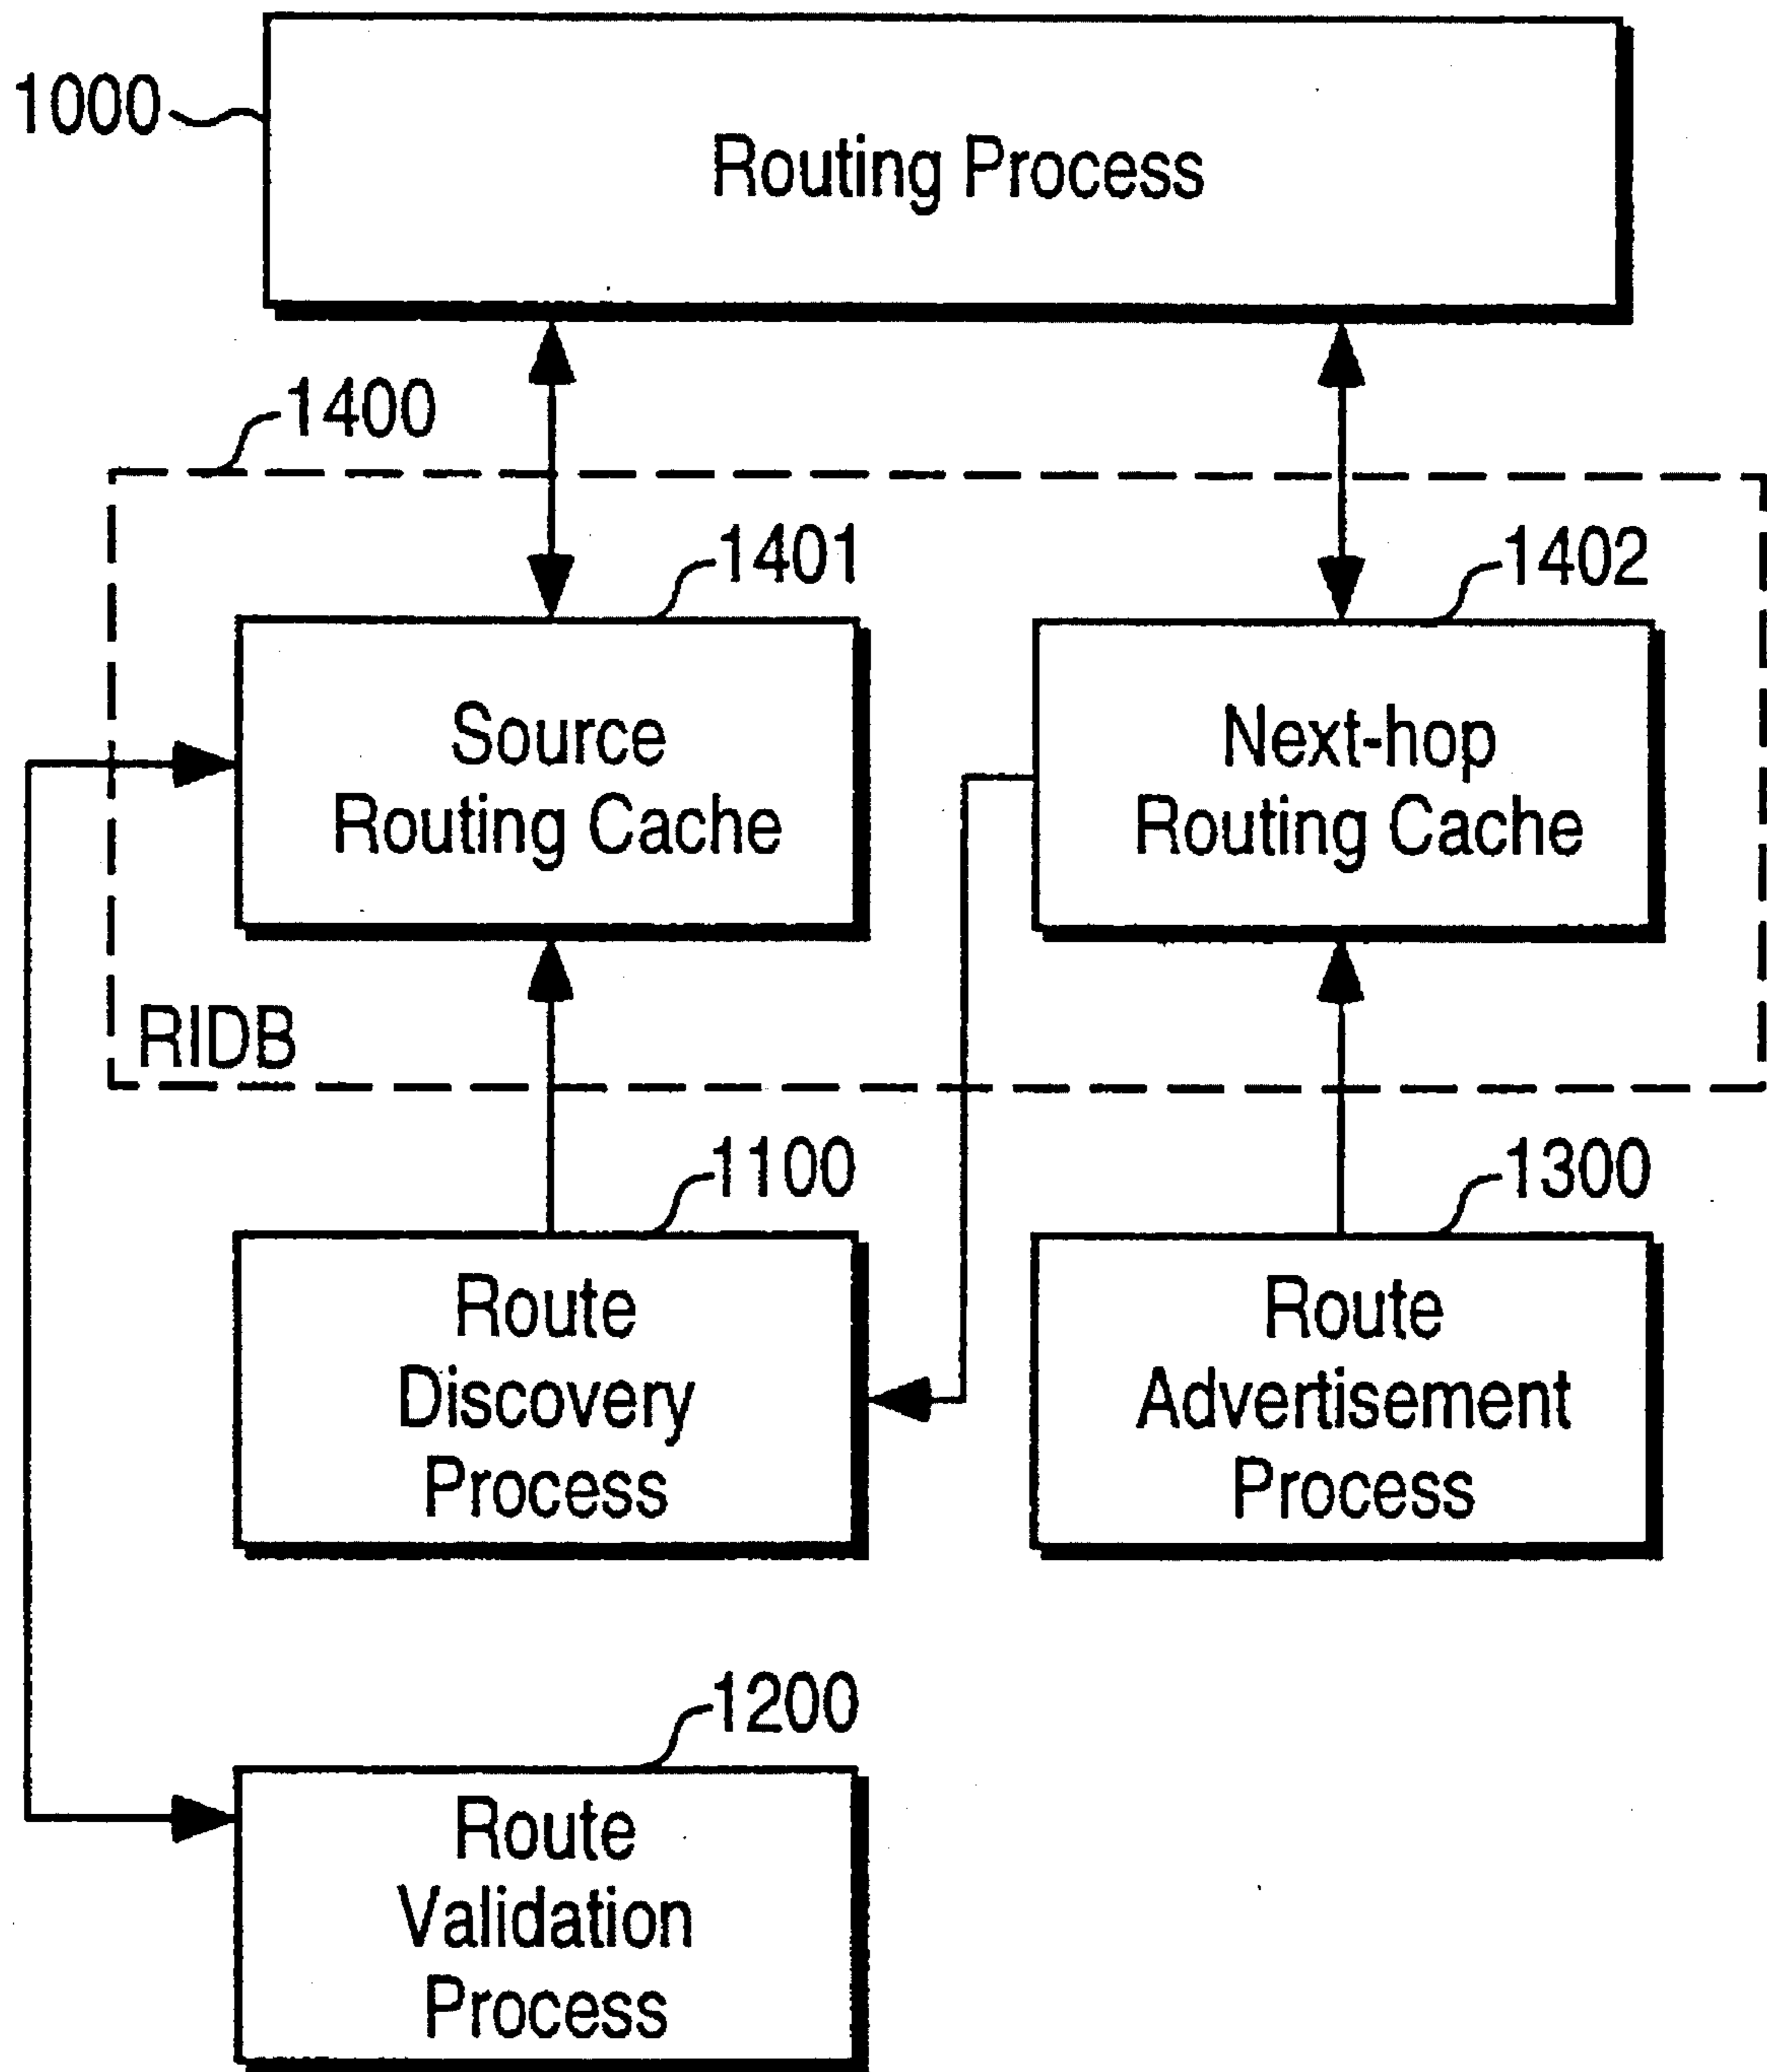 1000
Routing Process
1400
1401
1402
Source
Routing Cache
Next-hop
Routing Cache
RIDB
1100
1300
Route
Discovery
Process
Route
Advertisement
Process
1200
Route
Validation
Process